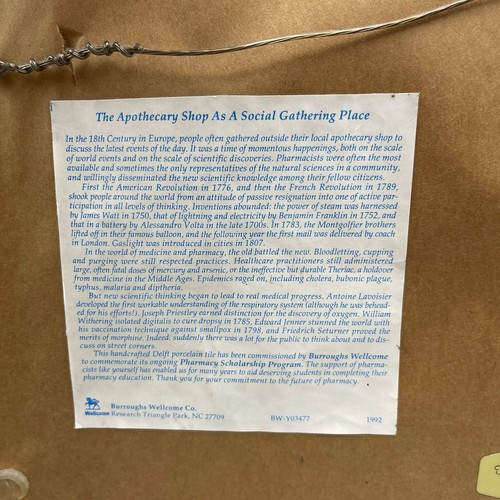 The Apothecary Shop As A Social Gathering Place
In the 18th Century in Europe, people often gathered outside their local apothecary shop to
discuss the latest events of the day. It was a time of momentous happenings, both on the scale
of world events and on the scale of scientific discoveries. Pharmacists were often the most
available and sometimes the only representatives of the natural sciences in a community,
and willingly disseminated the new scientific knowledge among their fellow citizens.
First the American Revolution in 1776, and then the French Revolution in 1789,
shook people around the world from an attitude of passive resignation into one of active par-
ticipation in all levels of thinking. Inventions abounded: the power of steam was harnessed
by James Watt in 1750, that of lightning and electricity by Benjamin Franklin in 1752, and
that in a battery by Alessandro Volta in the late 1700s. In 1783, the Montgolfier brothers
lifted off in their famous balloon, and the following year the first mail was delivered by coach
in London. Gaslight was introduced in cities in 1807.
In the world of medicine and pharmacy, the old battled the new. Bloodletting, cupping
and purging were still respected practices. Healthcare practitioners still administered
large, often fatal doses of mercury and arsenic, or the ineffective but durable Theriac, a holdover
from medicine in the Middle Ages. Epidemics raged on, including cholera, bubonic plague,
typhus, malaria and diptheria.
But new scientific thinking began to lead to real medical progress. Antoine Lavoisier
developed the first workable understanding of the respiratory system (although he was behead-
ed for his efforts!). Joseph Priestley earned distinction for the discovery of oxygen. William
Withering isolated digitalis to cure dropsy in 1785, Edward Jenner stunned the world with
his vaccination technique against smallpox in 1798, and Friedrich Seturner proved the
merits of morphine. Indeed, suddenly there was a lot for the public to think about and to dis-
cuss on street corners.
This handcrafted Delft porcelain tile has been commissioned by Burroughs Wellcome
to commemorate its ongoing Pharmacy Scholarship Program. The support of pharma-
cists like yourself has enabled us for many years to aid deserving students in completing their
pharmacy education. Thank you for your commitment to the future of pharmacy.
Burroughs Wellcome Co.
Wellcome Research Triangle Park, NC 27709 BW-Y03477 1992